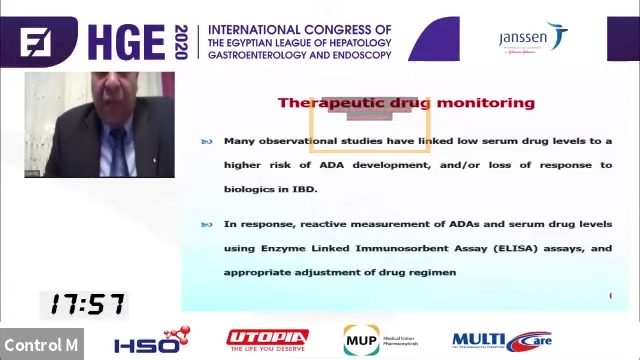 HGE 2020
INTERNATIONAL CONGRESS OF
THE EGYPTIAN LEAGUE OF HEPATOLOGY
GASTROENTEROLOGY AND ENDOSCOPY
janssen
Therapeutic drug monitoring
Many observational studies have linked low serum drug levels to a
higher risk of ADA development, and/or loss of response to
biologics in IBD.
In response, reactive measurement of ADAs and serum drug levels
using Enzyme Linked Immunosorbent Assay (ELISA) assays, and
appropriate adjustment of drug regimen
17:57
Control M
HSO
UTOPIA
THE LIFE YOU DESERVE
MUP
Medical Union
Pharmaceuticals
MULTI Care